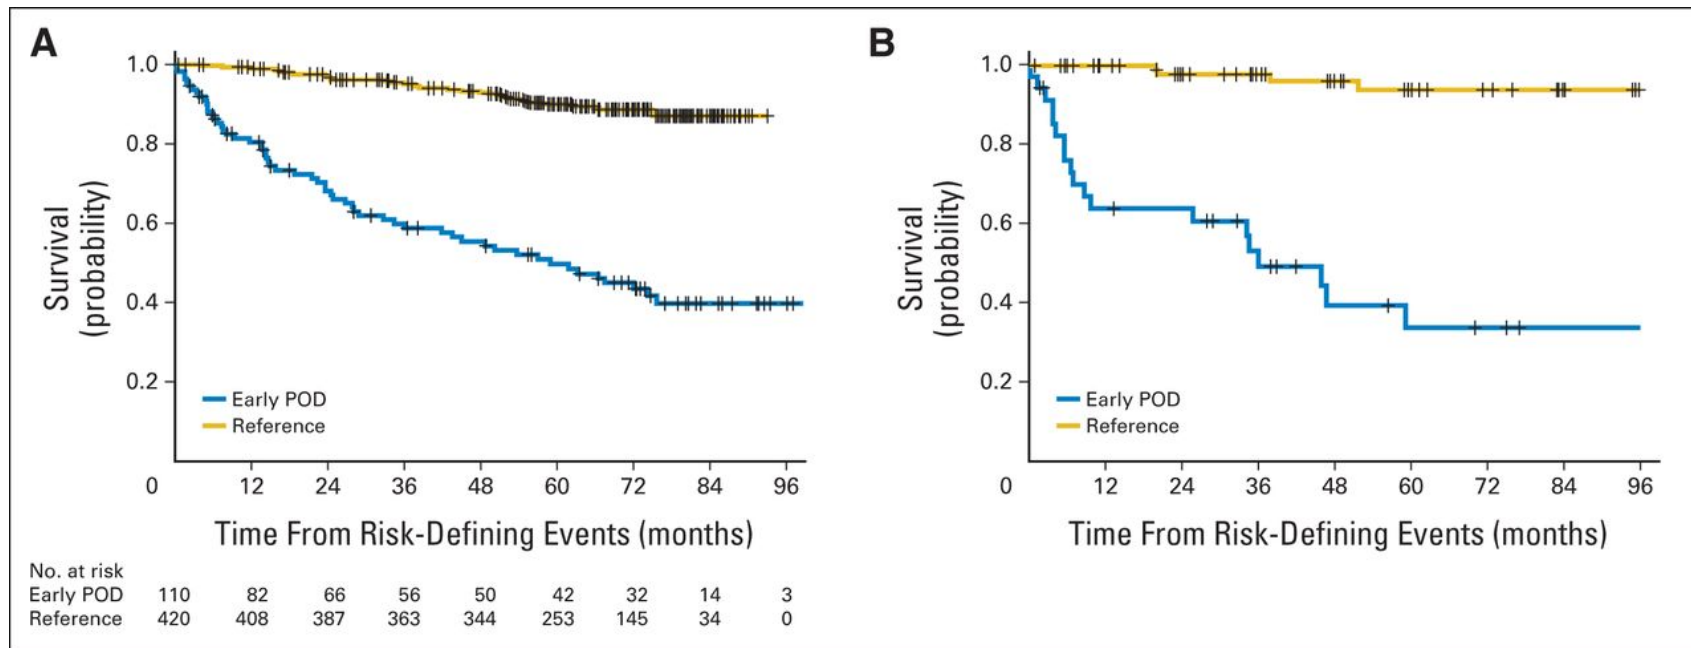 A
1.0
0.8
0.6
0.4
0.2
Survival
(probability)
Early POD
Reference
0 12 24 36 48 60 72 84 96
Time From Risk-Defining Events (months)
No. at risk
Early POD 110 82 66 56 50 42 32 14 3
Reference 420 408 387 363 344 253 145 34 0
B
1.0
0.8
0.6
0.4
0.2
Survival
(probability)
Early POD
Reference
0 12 24 36 48 60 72 84 96
Time From Risk-Defining Events (months)